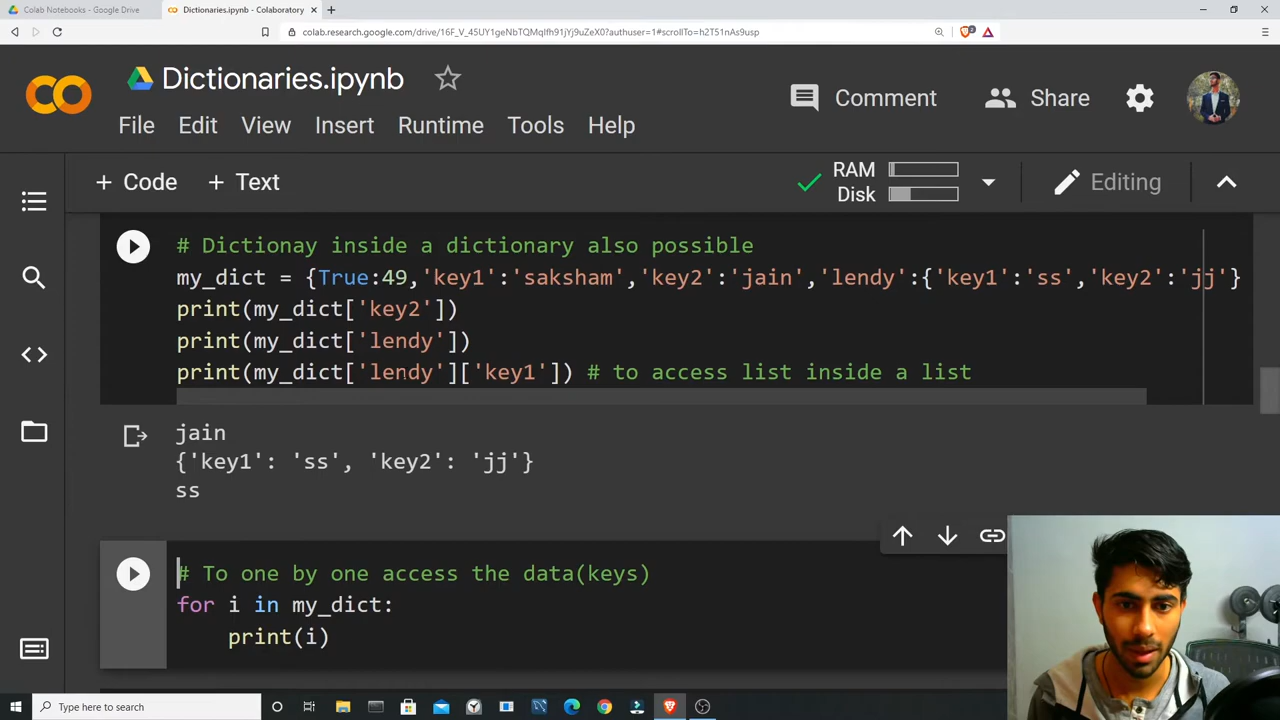 Colab Notebooks - Google Drive
Dictionaries.ipynb - Colaboratory
colab.research.google.com/drive/16F_V_45UY1geNbTQMqIfh91jYj9uZeX0?authuser=1#scrollTo=h2T51nAs9usp
Dictionaries.ipynb
Comment
Share
File Edit View Insert Runtime Tools Help
+ Code + Text
RAM
Disk
Editing
# Dictionay inside a dictionary also possible
my_dict = {True:49,'key1':'saksham','key2':'jain','lendy':{'key1':'ss','key2':'jj'}
print(my_dict['key2'])
print(my_dict['lendy'])
print(my_dict['lendy']['key1']) # to access list inside a list
jain
{'key1': 'ss', 'key2': 'jj'}
ss
# To one by one access the data(keys)
for i in my_dict:
print(i)
Type here to search